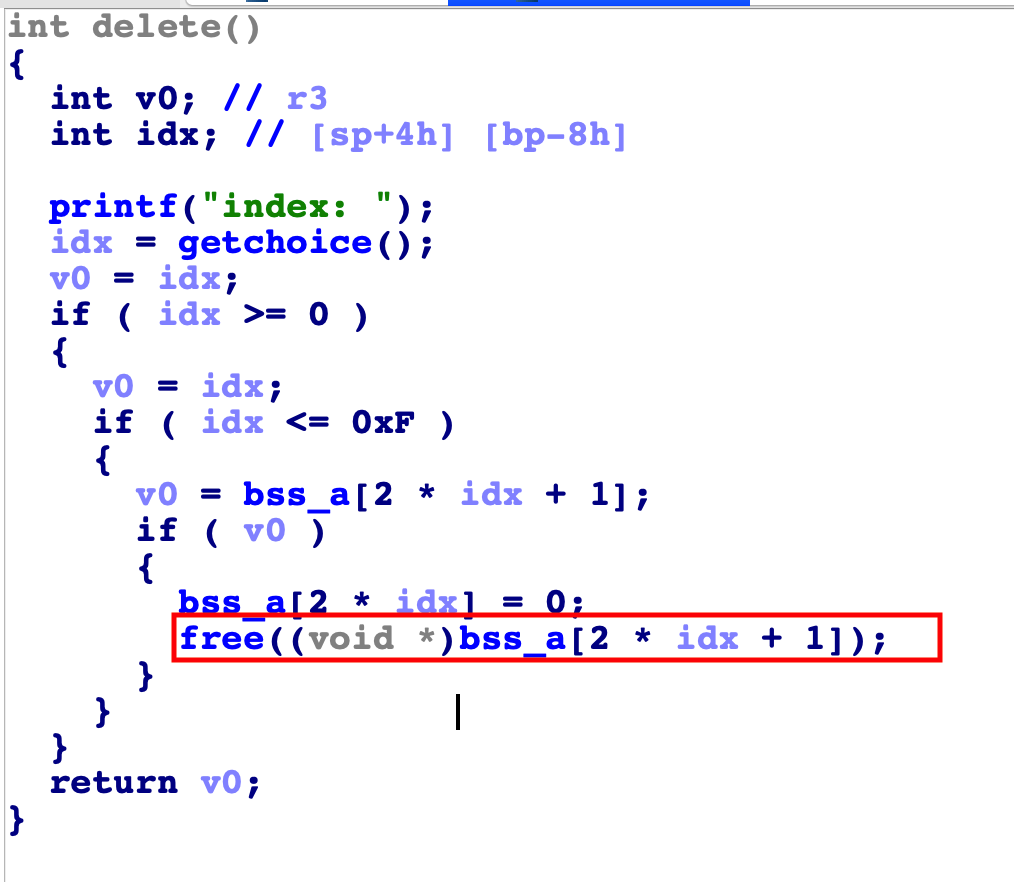 int delete()
{
int v0; // r3
int idx; // [sp+4h] [bp-8h]
printf("index: ");
idx = getchoice();
v0 = idx;
if ( idx >= 0 )
{
v0 = idx;
if ( idx <= 0xF )
{
v0 = bss_a[2 * idx + 1];
if ( v0 )
{
bss_a[2 * idx] = 0;
free((void *)bss_a[2 * idx + 1]);
}
}
}
return v0;
}